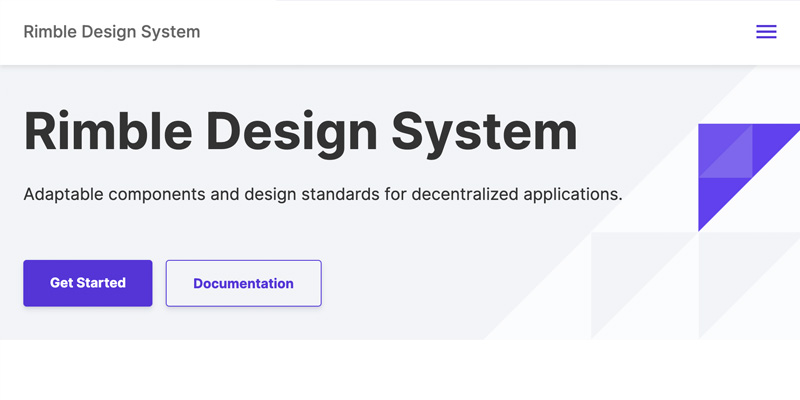 Rimble Design System
Rimble Design System
Adaptable components and design standards for decentralized applications.
Get Started
Documentation